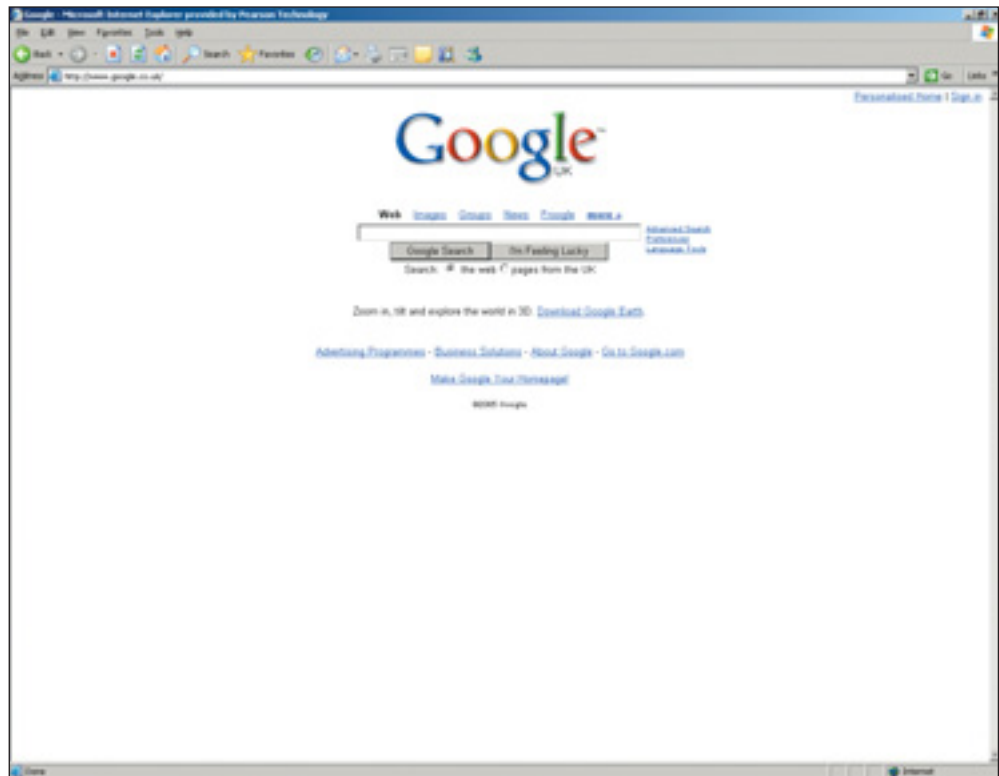 Google - Microsoft Internet Explorer provided by Pearson Technology
File Edit View Favorites Tools Help
Back Search Favorites
Address http://www.google.co.uk/ Go Links
Personalised Home | Sign in
Google™
UK
Web Images Groups News Froogle more »
Advanced Search
Preferences
Language Tools
Google Search I'm Feeling Lucky
Search: the web pages from the UK
Zoom in, tilt and explore the world in 3D. Download Google Earth.
Advertising Programmes - Business Solutions - About Google - Go to Google.com
Make Google Your Homepage!
©2005 Google
Done Internet